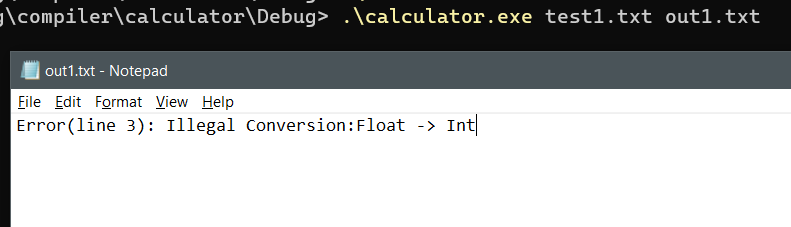 g\compiler\calculator\Debug> .\calculator.exe test1.txt out1.txt
out1.txt - Notepad
File Edit Format View Help
Error(line 3): Illegal Conversion:Float -> Int